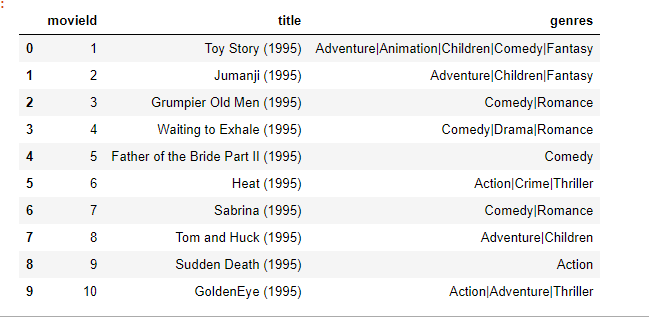 :
movieId title genres
0 1 Toy Story (1995) Adventure|Animation|Children|Comedy|Fantasy
1 2 Jumanji (1995) Adventure|Children|Fantasy
2 3 Grumpier Old Men (1995) Comedy|Romance
3 4 Waiting to Exhale (1995) Comedy|Drama|Romance
4 5 Father of the Bride Part II (1995) Comedy
5 6 Heat (1995) Action|Crime|Thriller
6 7 Sabrina (1995) Comedy|Romance
7 8 Tom and Huck (1995) Adventure|Children
8 9 Sudden Death (1995) Action
9 10 GoldenEye (1995) Action|Adventure|Thriller